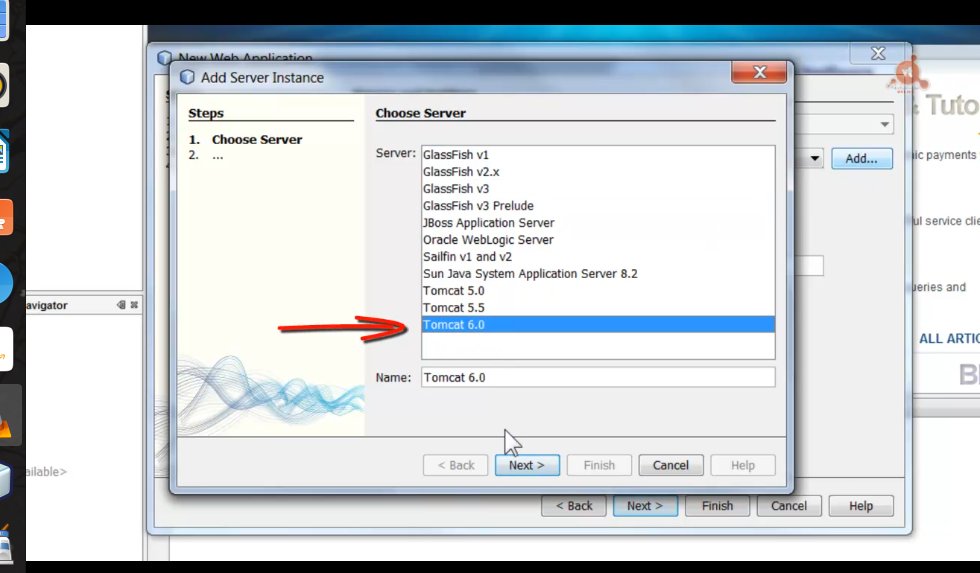 New Web Application
Add Server Instance
Steps
1. Choose Server
2. ...
Choose Server
Server:
GlassFish v1
GlassFish v2.x
GlassFish v3
GlassFish v3 Prelude
JBoss Application Server
Oracle WebLogic Server
Sailfin v1 and v2
Sun Java System Application Server 8.2
Tomcat 5.0
Tomcat 5.5
Tomcat 6.0
Name: Tomcat 6.0
< Back Next > Finish Cancel Help
Add...
< Back Next > Finish Cancel Help
avigator
ailable>
& Tuto
ic payments
ul service clie
ueries and
ALL ARTIC